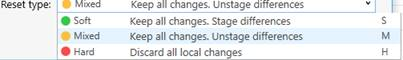 Reset type: Mixed Keep all changes. Unstage differences
Soft Keep all changes. Stage differences S
Mixed Keep all changes. Unstage differences M
Hard Discard all local changes H